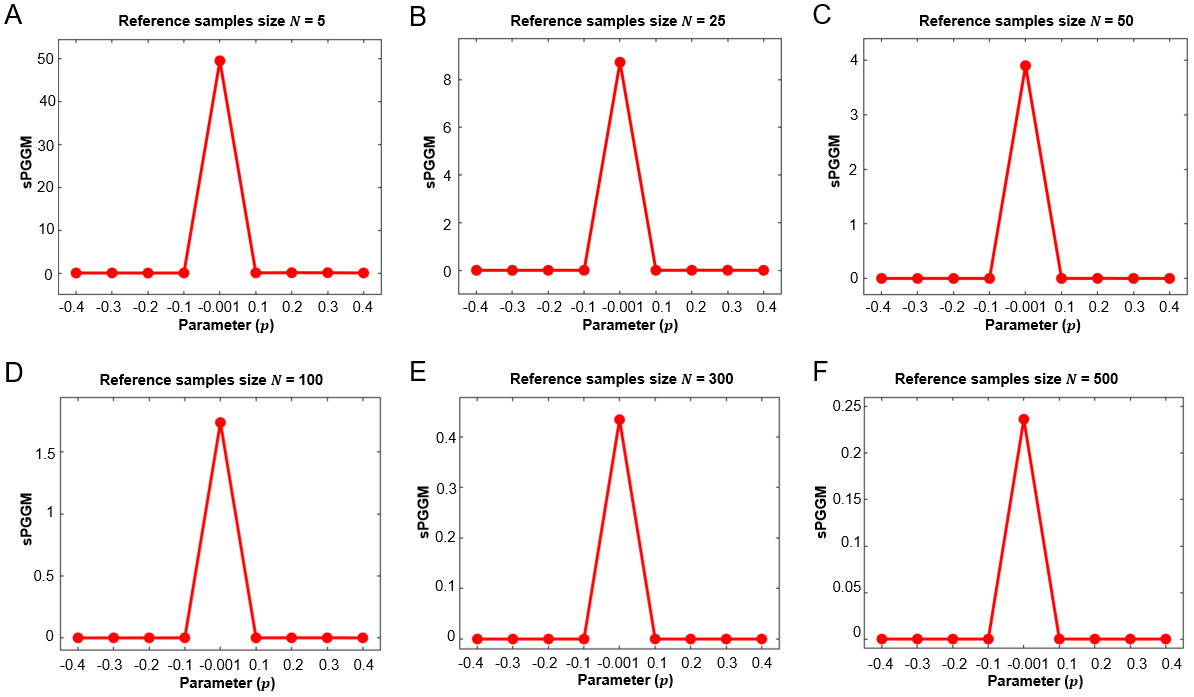 A
Reference samples size N = 5
50
40
30
20
10
0
sPGGM
-0.4 -0.3 -0.2 -0.1 -0.001 0.1 0.2 0.3 0.4
Parameter (p)
B
Reference samples size N = 25
8
6
4
2
0
sPGGM
-0.4 -0.3 -0.2 -0.1 -0.001 0.1 0.2 0.3 0.4
Parameter (p)
C
Reference samples size N = 50
4
3
2
1
0
sPGGM
-0.4 -0.3 -0.2 -0.1 -0.001 0.1 0.2 0.3 0.4
Parameter (p)
D
Reference samples size N = 100
1.5
1
0.5
0
sPGGM
-0.4 -0.3 -0.2 -0.1 -0.001 0.1 0.2 0.3 0.4
Parameter (p)
E
Reference samples size N = 300
0.4
0.3
0.2
0.1
0
sPGGM
-0.4 -0.3 -0.2 -0.1 -0.001 0.1 0.2 0.3 0.4
Parameter (p)
F
Reference samples size N = 500
0.25
0.2
0.15
0.1
0.05
0
sPGGM
-0.4 -0.3 -0.2 -0.1 -0.001 0.1 0.2 0.3 0.4
Parameter (p)